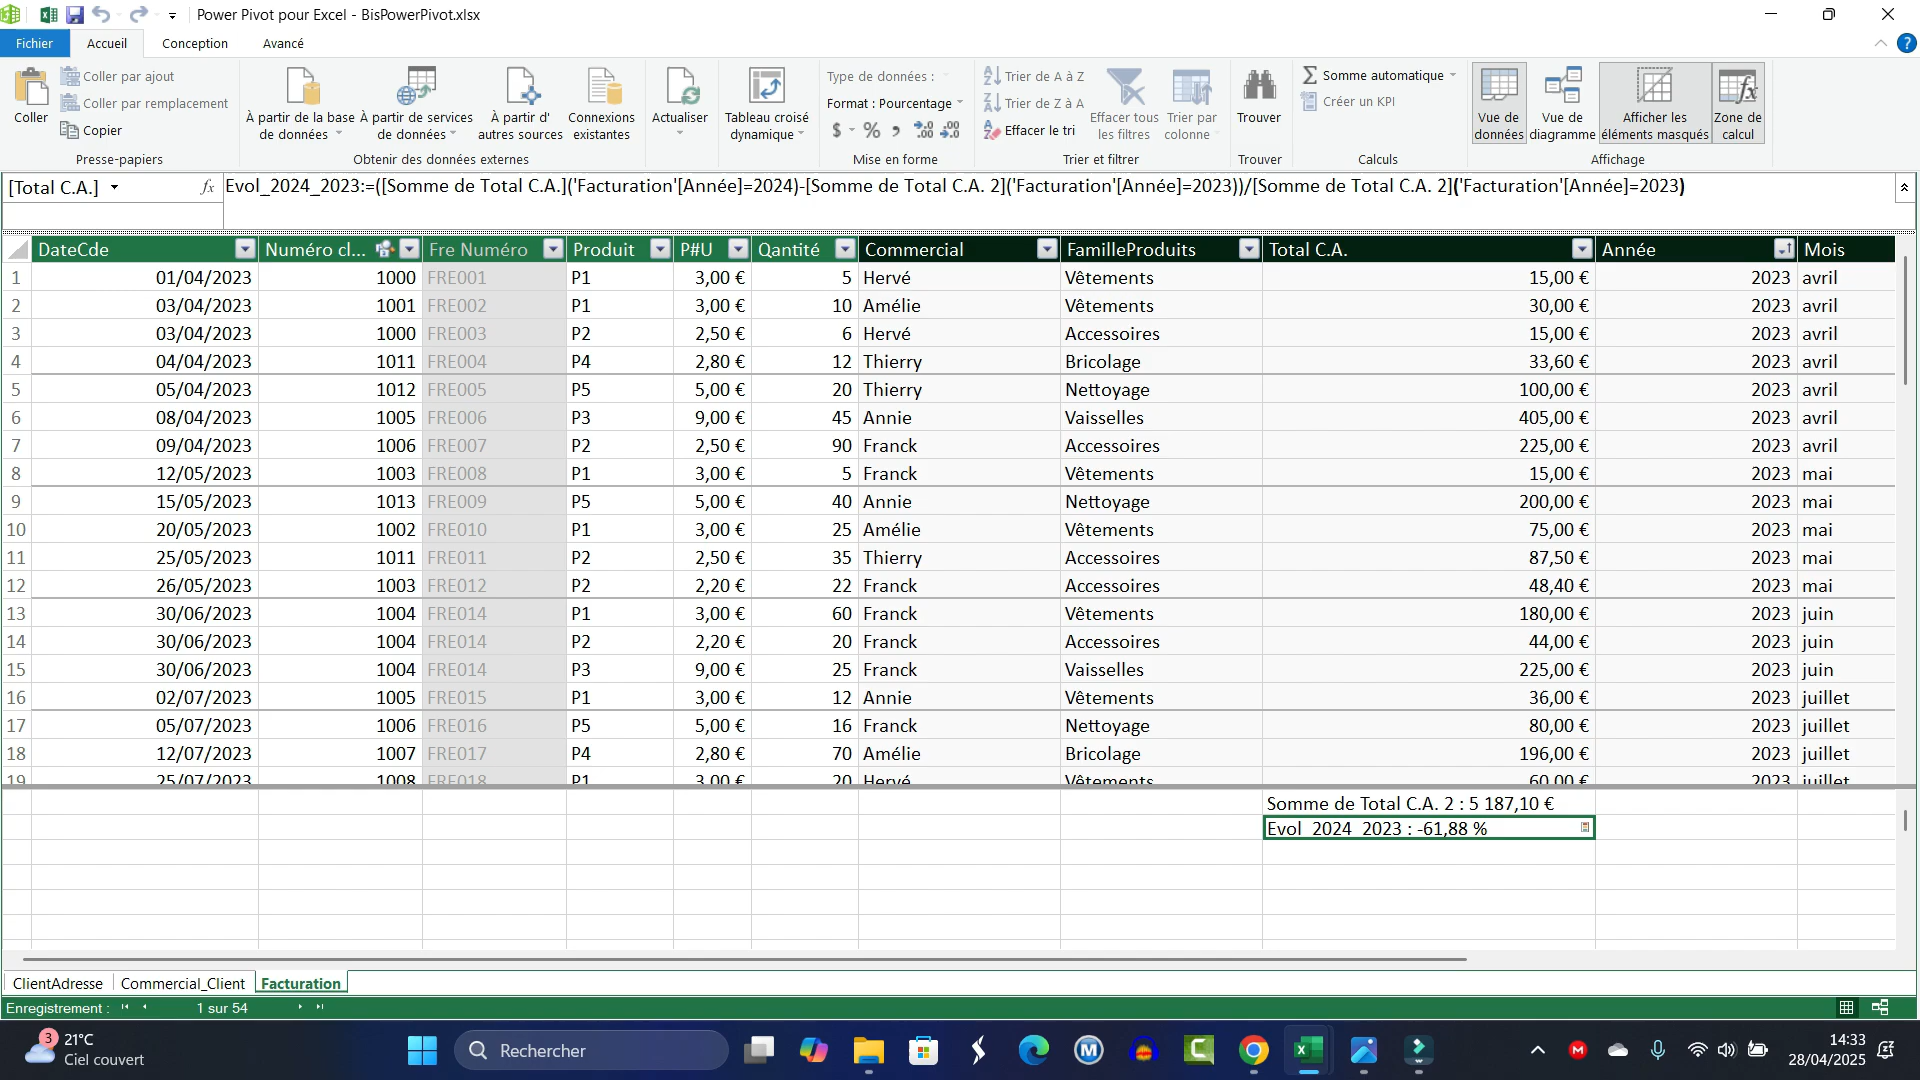 Power Pivot pour Excel - BisPowerPivot.xlsx
Fichier Accueil Conception Avancé
Coller
Coller par ajout
Coller par remplacement
Copier
Presse-papiers
À partir de la base de données
À partir de services de données
À partir d' autres sources
Connexions existantes
Obtenir des données externes
Actualiser
Tableau croisé dynamique
Type de données :
Format : Pourcentage
$ % ,
Mise en forme
Trier de A à Z
Trier de Z à A
Effacer le tri
Effacer tous les filtres
Trier par colonne
Trier et filtrer
Trouver
Trouver
Somme automatique
Créer un KPI
Calculs
Vue de données
Vue de diagramme
Afficher les éléments masqués
Zone de calcul
Affichage
[Total C.A.] fx Evol_2024_2023:=([Somme de Total C.A.]('Facturation'[Année]=2024)-[Somme de Total C.A. 2]('Facturation'[Année]=2023))/[Somme de Total C.A. 2]('Facturation'[Année]=2023)
DateCde Numéro cl... Fre Numéro Produit P#U Qantité Commercial FamilleProduits Total C.A. Année Mois
1 01/04/2023 1000 FRE001 P1 3,00 € 5 Hervé Vêtements 15,00 € 2023 avril
2 03/04/2023 1001 FRE002 P1 3,00 € 10 Amélie Vêtements 30,00 € 2023 avril
3 03/04/2023 1000 FRE003 P2 2,50 € 6 Hervé Accessoires 15,00 € 2023 avril
4 04/04/2023 1011 FRE004 P4 2,80 € 12 Thierry Bricolage 33,60 € 2023 avril
5 05/04/2023 1012 FRE005 P5 5,00 € 20 Thierry Nettoyage 100,00 € 2023 avril
6 08/04/2023 1005 FRE006 P3 9,00 € 45 Annie Vaisselles 405,00 € 2023 avril
7 09/04/2023 1006 FRE007 P2 2,50 € 90 Franck Accessoires 225,00 € 2023 avril
8 12/05/2023 1003 FRE008 P1 3,00 € 5 Franck Vêtements 15,00 € 2023 mai
9 15/05/2023 1013 FRE009 P5 5,00 € 40 Annie Nettoyage 200,00 € 2023 mai
10 20/05/2023 1002 FRE010 P1 3,00 € 25 Amélie Vêtements 75,00 € 2023 mai
11 25/05/2023 1011 FRE011 P2 2,50 € 35 Thierry Accessoires 87,50 € 2023 mai
12 26/05/2023 1003 FRE012 P2 2,20 € 22 Franck Accessoires 48,40 € 2023 mai
13 30/06/2023 1004 FRE014 P1 3,00 € 60 Franck Vêtements 180,00 € 2023 juin
14 30/06/2023 1004 FRE014 P2 2,20 € 20 Franck Accessoires 44,00 € 2023 juin
15 30/06/2023 1004 FRE014 P3 9,00 € 25 Franck Vaisselles 225,00 € 2023 juin
16 02/07/2023 1005 FRE015 P1 3,00 € 12 Annie Vêtements 36,00 € 2023 juillet
17 05/07/2023 1006 FRE016 P5 5,00 € 16 Franck Nettoyage 80,00 € 2023 juillet
18 12/07/2023 1007 FRE017 P4 2,80 € 70 Amélie Bricolage 196,00 € 2023 juillet
19 25/07/2023 1008 FRE018 P1 3,00 € 20 Hervé Vêtements 60,00 € 2023 juillet
Somme de Total C.A. 2 : 5 187,10 €
Evol_2024_2023 : -61,88 %
ClientAdresse Commercial_Client Facturation
Enregistrement : 1 sur 54
3
21°C
Ciel couvert
Rechercher
14:33
28/04/2025